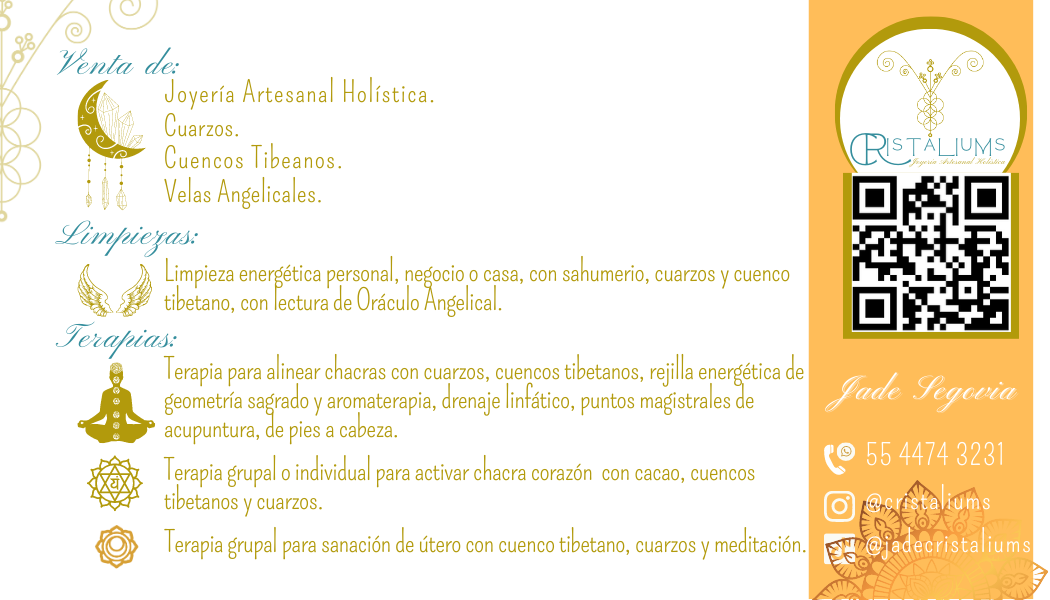 Venta de:
Joyería Artesanal Holística.
Cuarzos.
Cuencos Tibeanos.
Velas Angelicales.
Limpiezas:
Limpieza energética personal, negocio o casa, con sahumerio, cuarzos y cuenco
tibetano, con lectura de Oráculo Angelical.
Terapias:
Terapia para alinear chacras con cuarzos, cuencos tibetanos, rejilla energética de
geometría sagrado y aromaterapia, drenaje linfático, puntos magistrales de
acupuntura, de pies a cabeza.
Terapia grupal o individual para activar chacra corazón con cacao, cuencos
tibetanos y cuarzos.
Terapia grupal para sanación de útero con cuenco tibetano, cuarzos y meditación.
CRISTALIUMS
Joyería Artesanal Holística
Jade Segovia
55 4474 3231
@cristaliums
@jadecristaliums